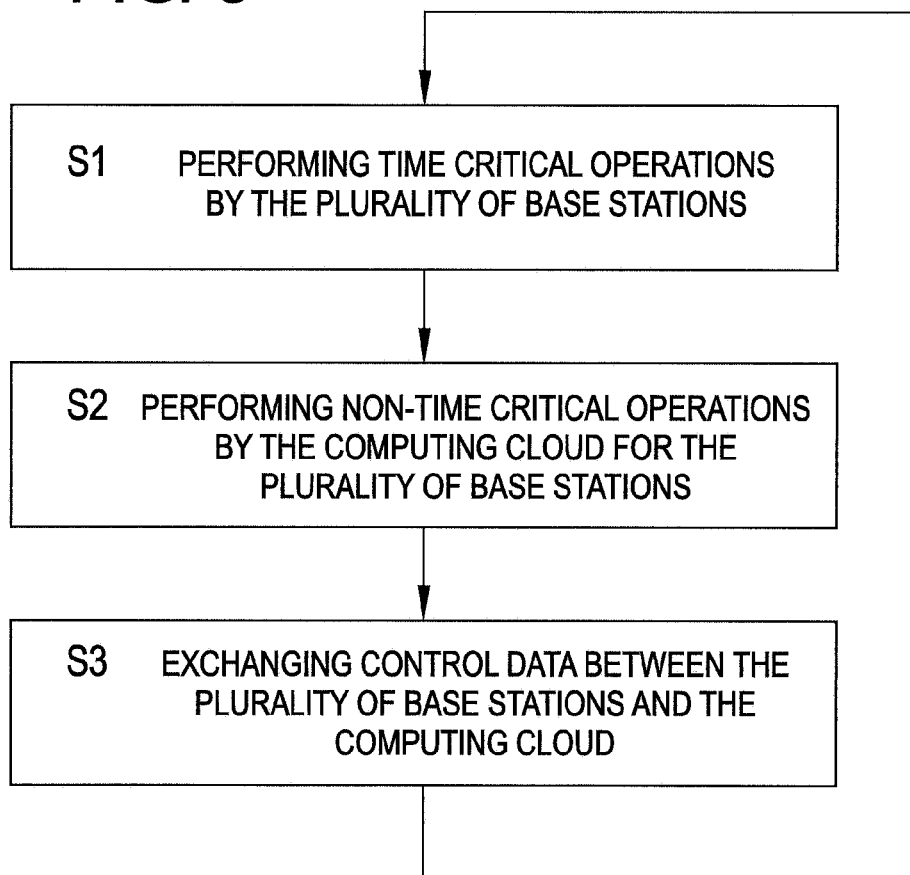 S1 PERFORMING TIME CRITICAL OPERATIONS
BY THE PLURALITY OF BASE STATIONS
S2 PERFORMING NON-TIME CRITICAL OPERATIONS
BY THE COMPUTING CLOUD FOR THE
PLURALITY OF BASE STATIONS
S3 EXCHANGING CONTROL DATA BETWEEN THE
PLURALITY OF BASE STATIONS AND THE
COMPUTING CLOUD